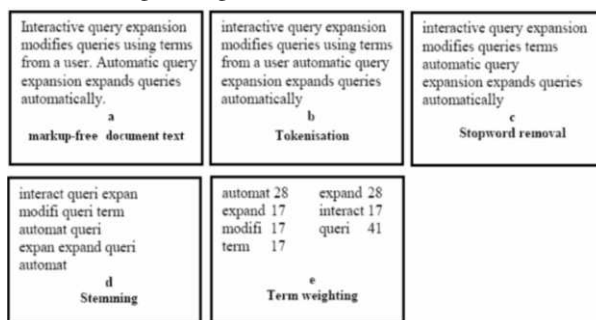 Interactive query expansion
modifies queries using terms
from a user. Automatic query
expansion expands queries
automatically.
a
markup-free document text
interactive query expansion
modifies queries using terms
from a user automatic query
expansion expands queries
automatically
b
Tokenisation
interactive query expansion
modifies queries terms
automatic query
expansion expands queries
automatically
c
Stopword removal
interact queri expan
modifi queri term
automat queri
expan expand queri
automat
d
Stemming
automat 28 expand 28
expand 17 interact 17
modifi 17 queri 41
term 17
e
Term weighting